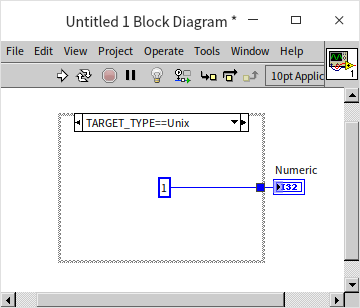 Untitled 1 Block Diagram *
File Edit View Project Operate Tools Window Help
10pt Applic
1
TARGET_TYPE==Unix
1
Numeric
I32